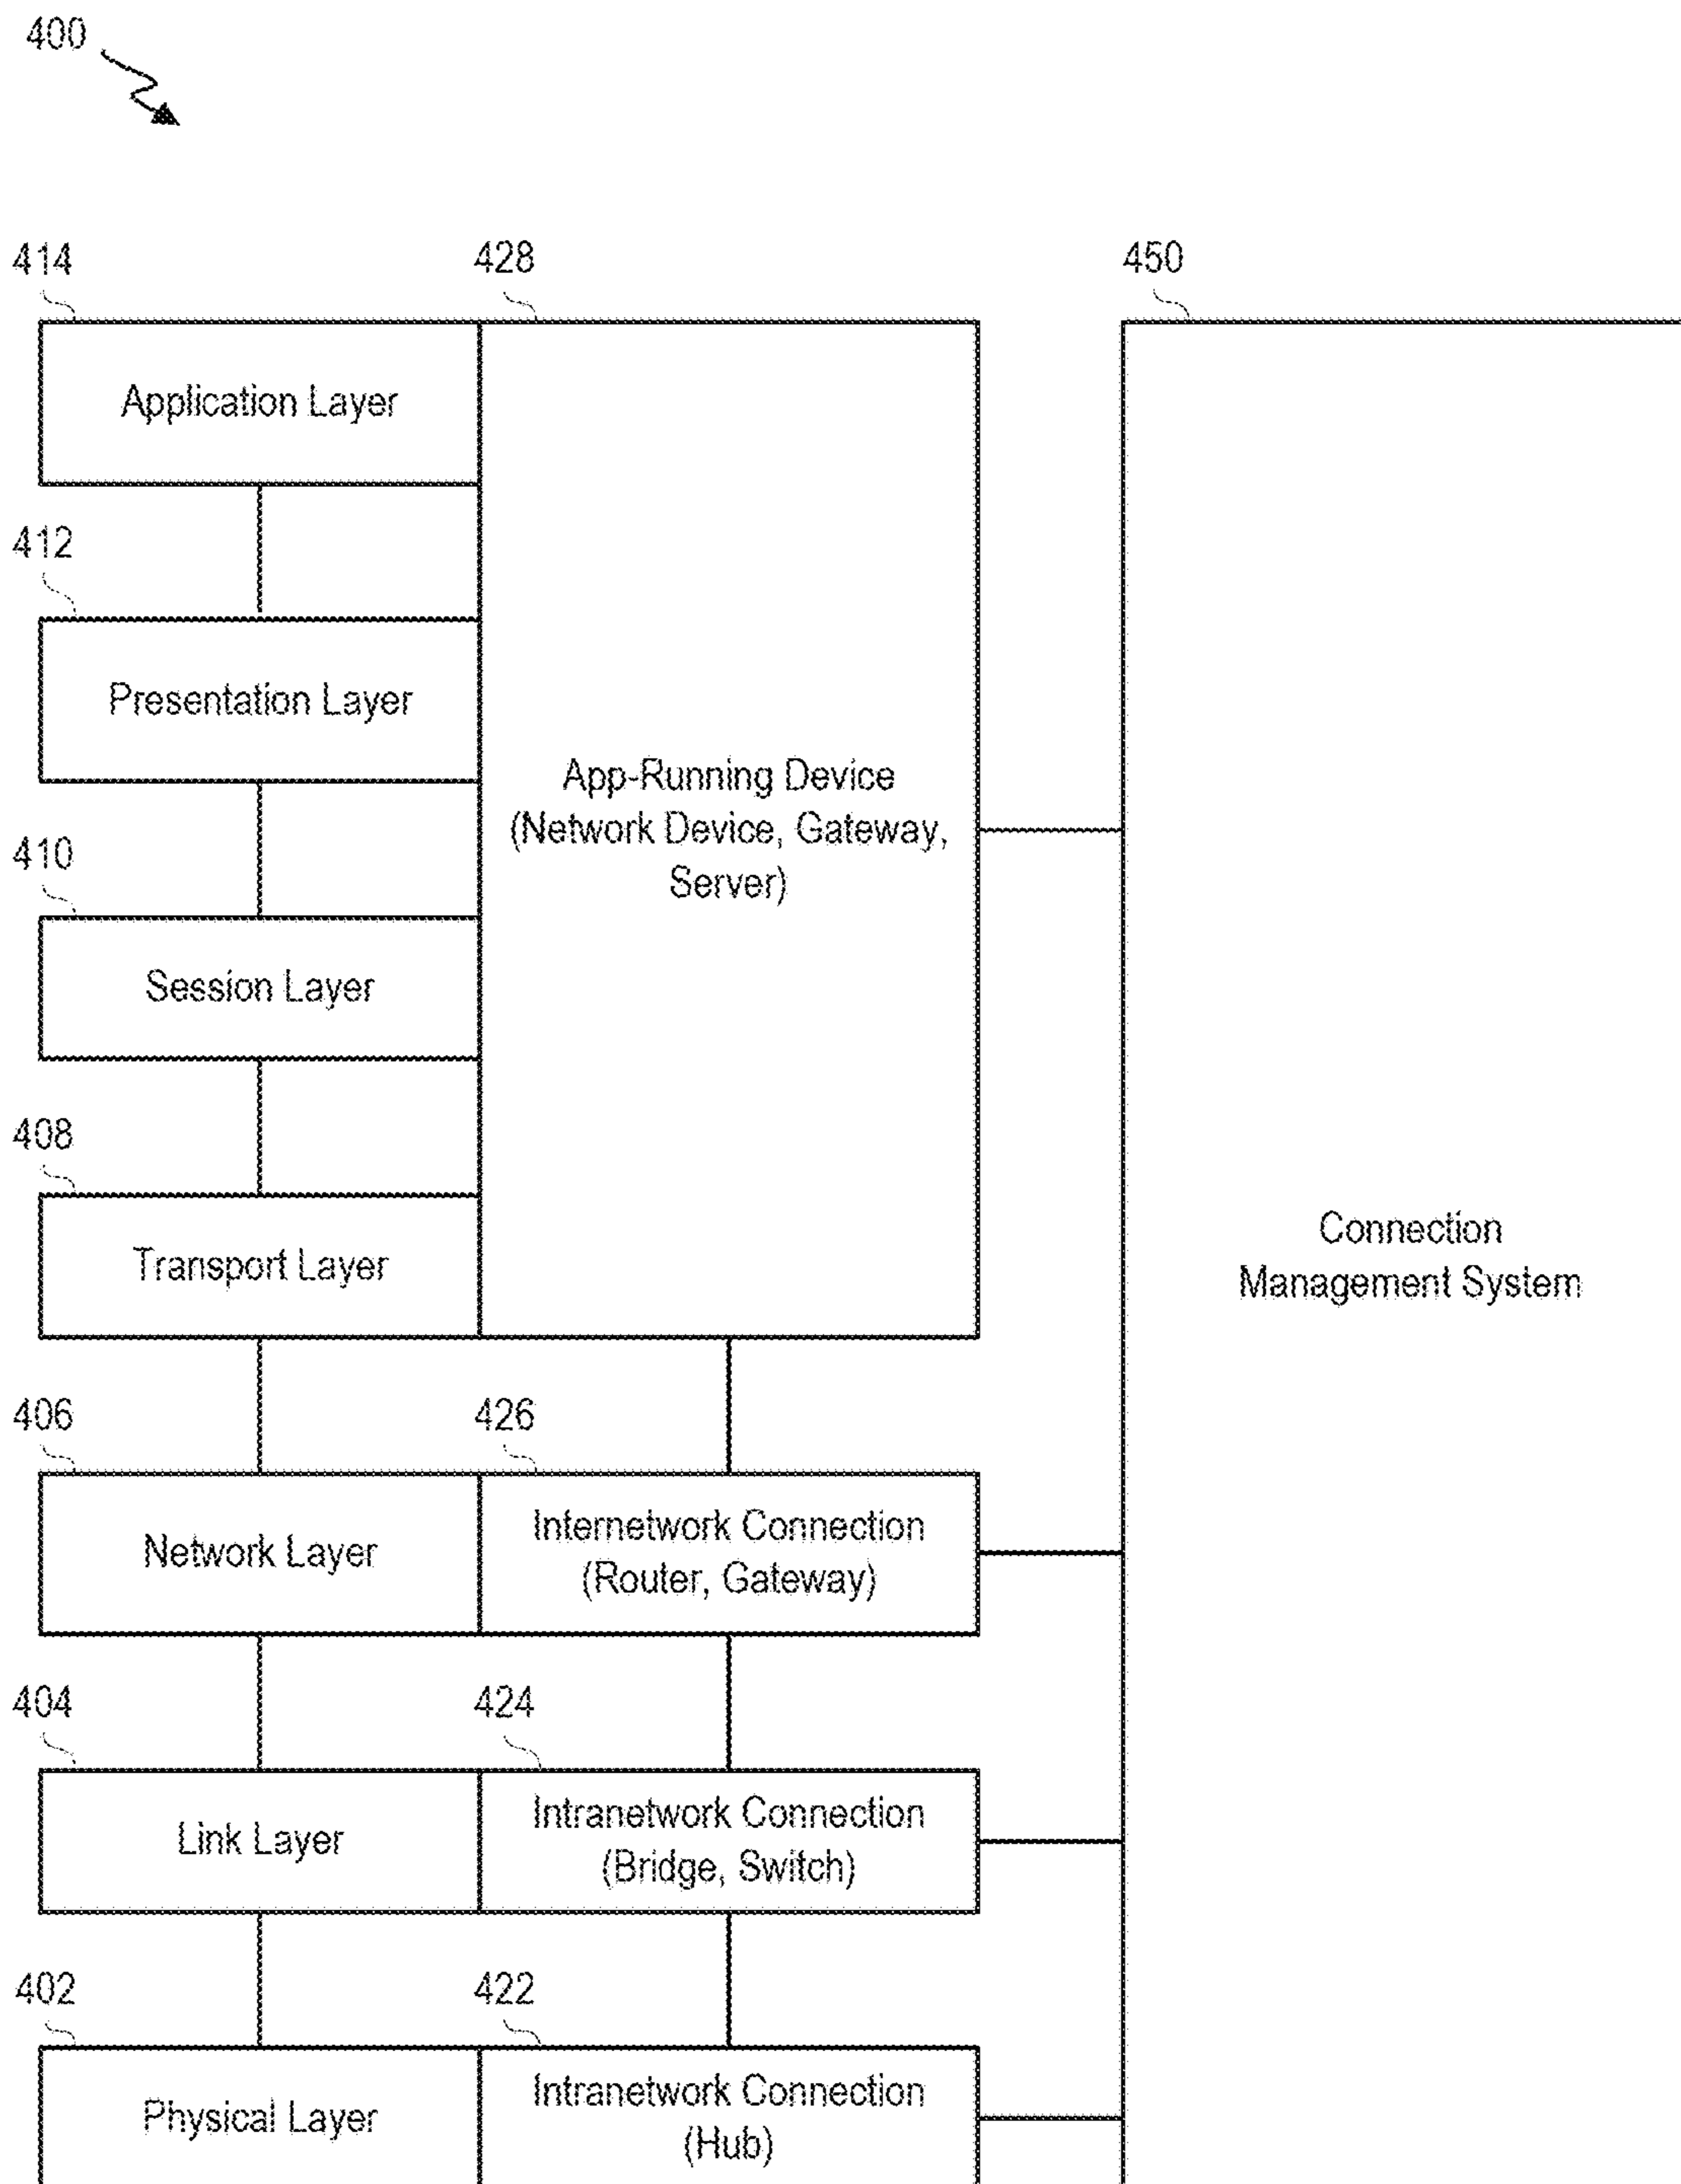 400
414
428
450
Application Layer
412
Presentation Layer
App-Running Device
(Network Device, Gateway,
Server)
410
Session Layer
408
Transport Layer
Connection
Management System
406
426
Network Layer
Internetwork Connection
(Router, Gateway)
404
424
Link Layer
Intranetwork Connection
(Bridge, Switch)
402
422
Physical Layer
Intranetwork Connection
(Hub)